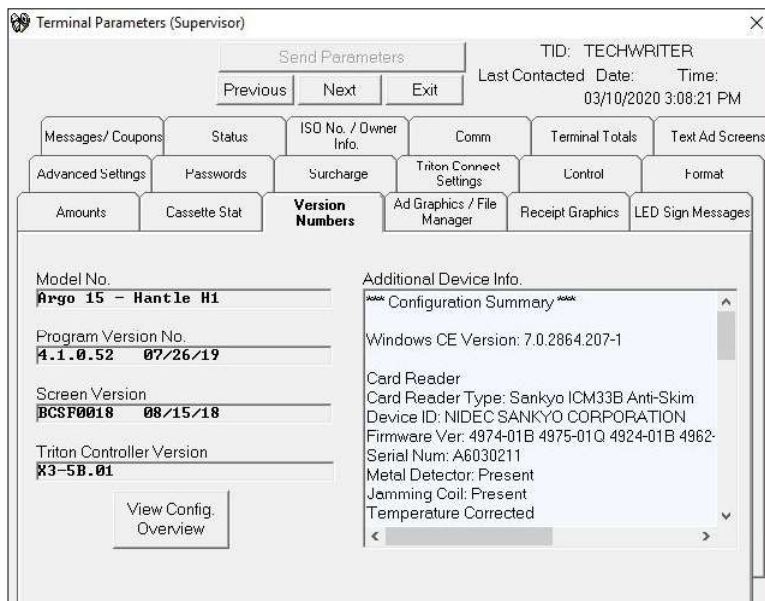 Terminal Parameters (Supervisor)
Send Parameters
Previous Next Exit
TID: TECHWRITER
Last Contacted Date: Time:
03/10/2020 3:08:21 PM
Messages/ Coupons Status ISO No. / Owner Info. Comm Terminal Totals Text Ad Screens
Advanced Settings Passwords Surcharge Triton Connect Settings Control Format
Amounts Cassette Stat Version Numbers Ad Graphics / File Manager Receipt Graphics LED Sign Messages
Model No.
Argo 15 - Hantle H1
Program Version No.
4.1.0.52 07/26/19
Screen Version
BCSF0018 08/15/18
Triton Controller Version
X3-5B.01
View Config.
Overview
Additional Device Info.
*** Configuration Summary ***
Windows CE Version: 7.0.2864.207-1
Card Reader
Card Reader Type: Sankyo ICM33B Anti-Skim
Device ID: NIDEC SANKYO CORPORATION
Firmware Ver: 4974-01B 4975-01Q 4924-01B 4962-
Serial Num: A6030211
Metal Detector: Present
Jamming Coil: Present
Temperature Corrected